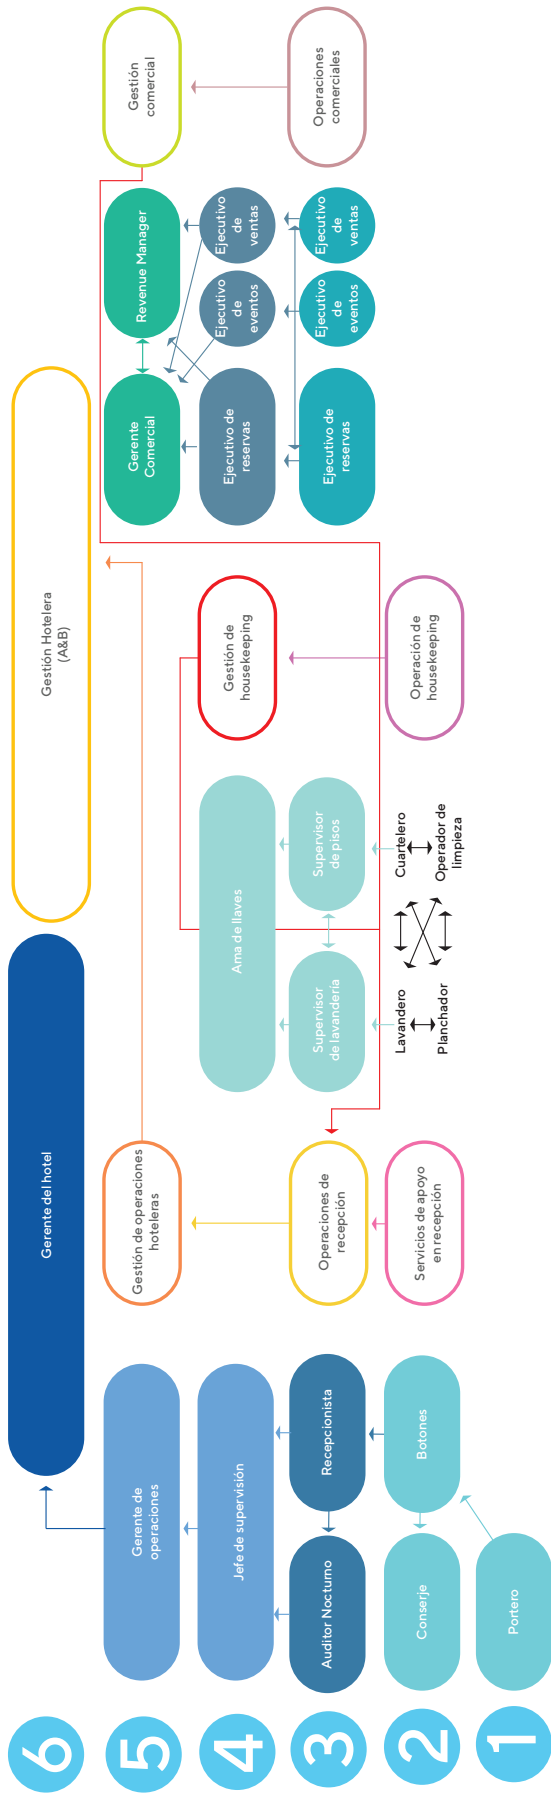 6
Gerente del hotel
Gestión Hotelera
(A&B)
5
Gerente de
operaciones
Gestión de operaciones
hoteleras
Gerente
Comercial
Revenue Manager
Gestión
comercial
4
Jefe de supervisión
Ama de llaves
Gestión de
housekeeping
Ejecutivo de
reservas
Ejecutivo
de
eventos
Ejecutivo
de
ventas
3
Auditor Nocturno
Recepcionista
Operaciones de
recepción
Supervisor
de lavandería
Supervisor
de pisos
Ejecutivo de
reservas
Ejecutivo
de
eventos
Ejecutivo
de
ventas
Operaciones
comerciales
2
Conserje
Botones
Servicios de apoyo
en recepción
Lavandero
Planchador
Cuartelero
Operador de
limpieza
Operación de
housekeeping
1
Portero